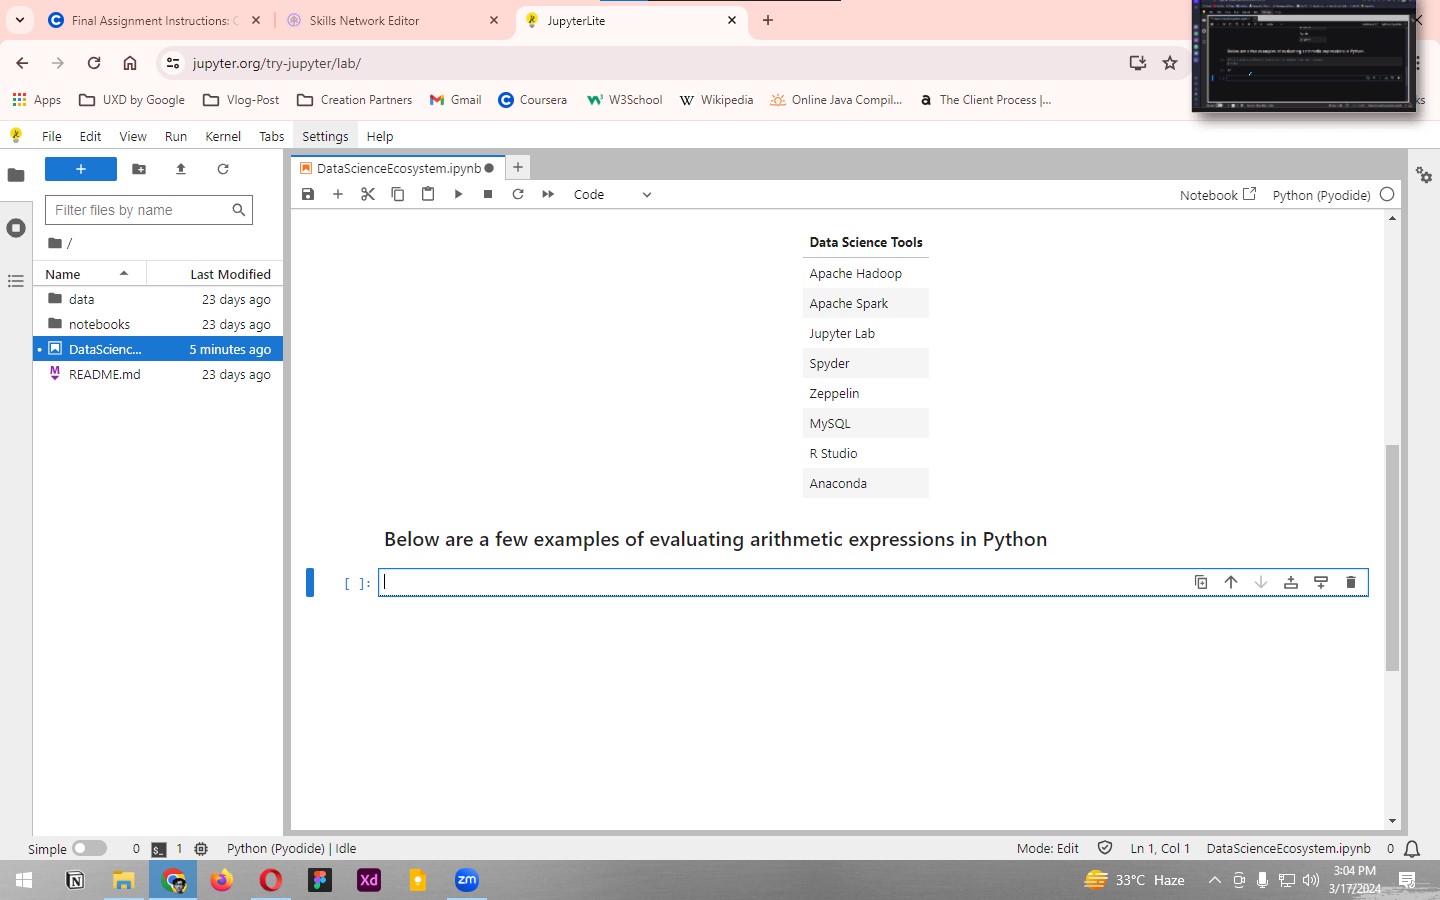 Final Assignment Instructions: C
Skills Network Editor
JupyterLite
jupyter.org/try-jupyter/lab/
Apps
UXD by Google
Vlog-Post
Creation Partners
Gmail
Coursera
W3School
Wikipedia
Online Java Compil...
The Client Process |...
File Edit View Run Kernel Tabs Settings Help
DataScienceEcosystem.ipynb
Filter files by name
Code
Notebook
Python (Pyodide)
/
Name Last Modified
data 23 days ago
notebooks 23 days ago
DataScienc... 5 minutes ago
README.md 23 days ago
Data Science Tools
Apache Hadoop
Apache Spark
Jupyter Lab
Spyder
Zeppelin
MySQL
R Studio
Anaconda
Below are a few examples of evaluating arithmetic expressions in Python
[ ]:
Simple 0 1 Python (Pyodide) | Idle
Mode: Edit Ln 1, Col 1 DataScienceEcosystem.ipynb 0
Xd
zm
33°C Haze
3:04 PM
3/17/2024